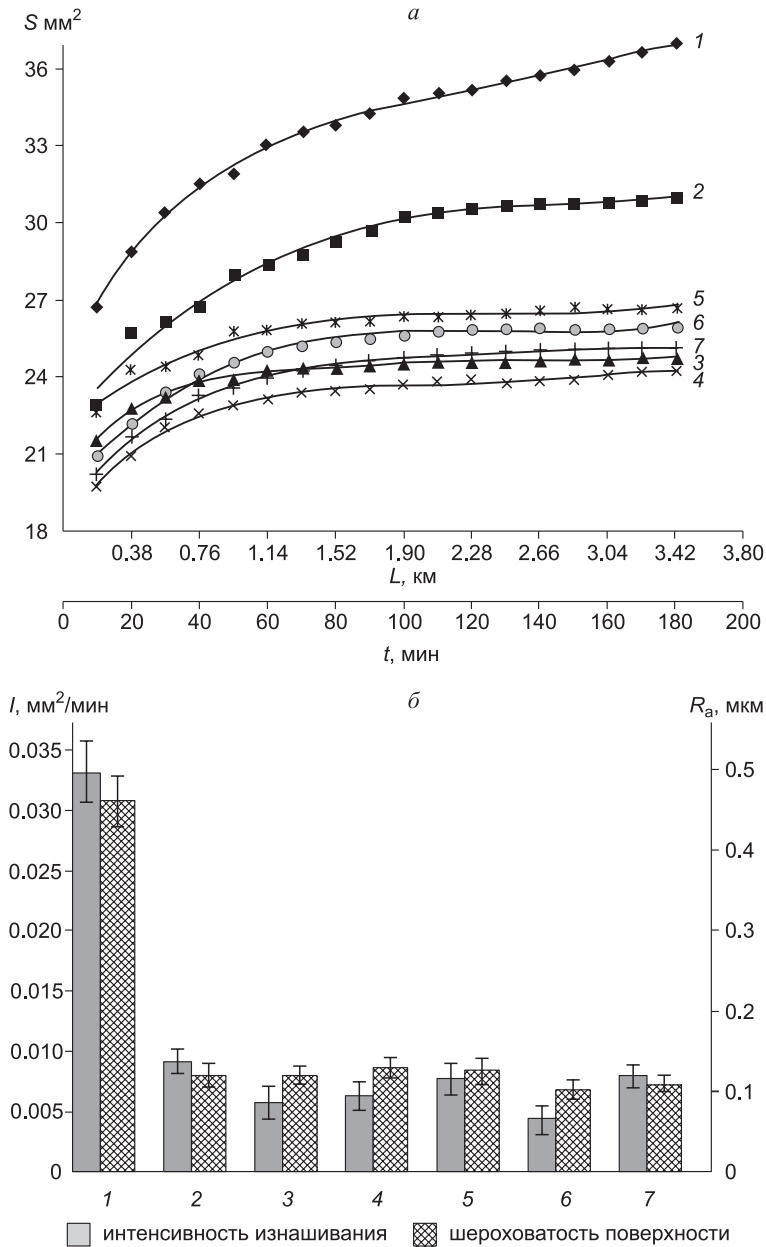 S мм²
а
36
33
30
27
24
21
18
1
2
5
6
7
3
4
0.38 0.76 1.14 1.52 1.90 2.28 2.66 3.04 3.42 3.80
L, км
0 20 40 60 80 100 120 140 160 180 200
t, мин
I, мм²/мин
б
Rₐ, мкм
0.035
0.030
0.025
0.020
0.015
0.010
0.005
0
0.5
0.4
0.3
0.2
0.1
0
1 2 3 4 5 6 7
интенсивность изнашивания шероховатость поверхности